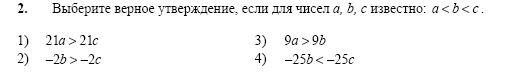 2. Выберите верное утверждение, если для чисел a, b, c известно: a < b < c.
1) 21a > 21c 3) 9a > 9b
2) –2b > –2c 4) –25b < –25c